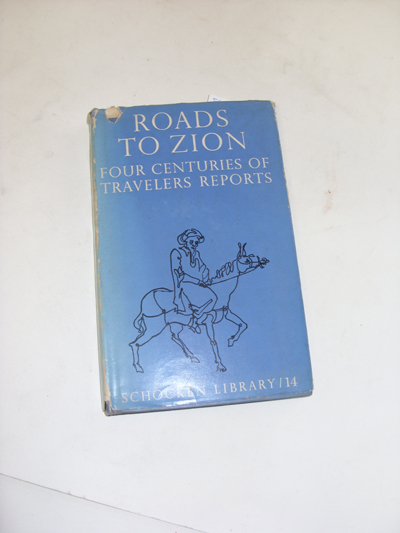 ROADS
TO ZION
FOUR CENTURIES OF
TRAVELERS REPORTS
SCHOCKEN LIBRARY/14